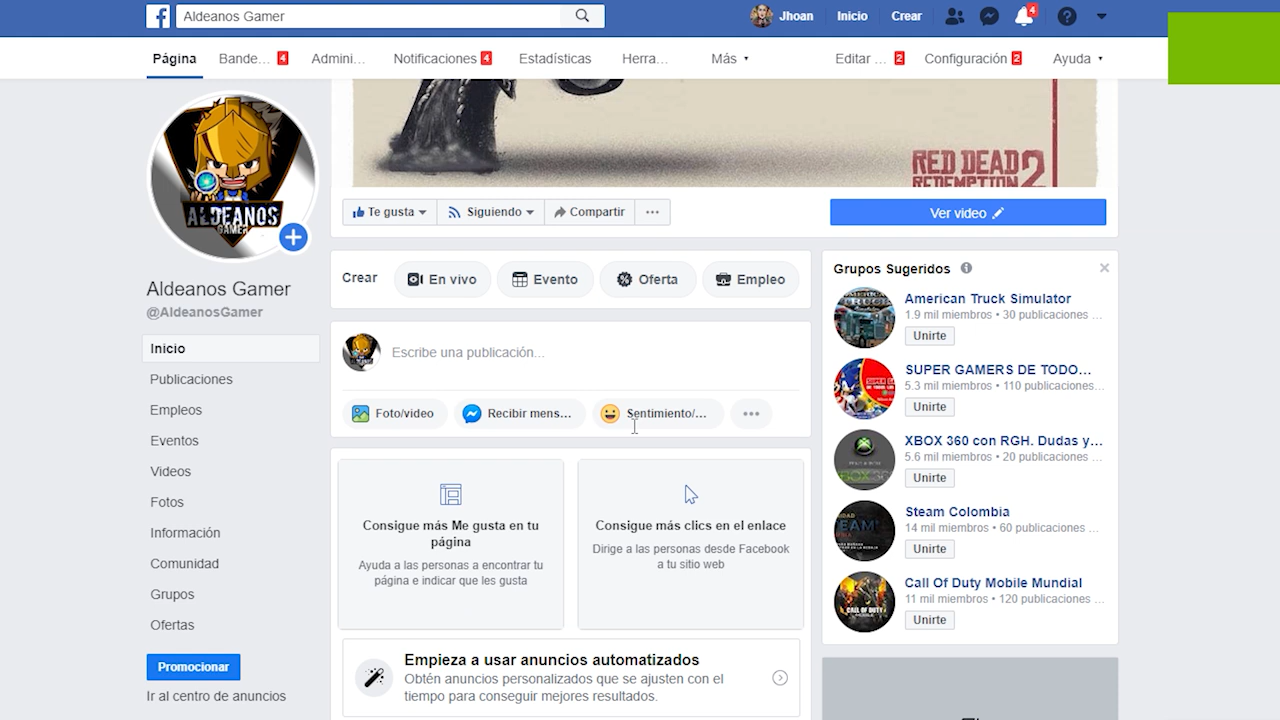 Aldeanos Gamer
Jhoan
Inicio
Crear
4
Página
Bande... 4
Admini...
Notificaciones 4
Estadísticas
Herra...
Más
Editar ... 2
Configuración 2
Ayuda
RED DEAD
REDEMPTION 2
ALDEANOS
GAMER
Te gusta
Siguiendo
Compartir
Ver video
Aldeanos Gamer
@AldeanosGamer
Inicio
Publicaciones
Empleos
Eventos
Videos
Fotos
Información
Comunidad
Grupos
Ofertas
Promocionar
Ir al centro de anuncios
Crear
En vivo
Evento
Oferta
Empleo
Escribe una publicación...
Foto/video
Recibir mens...
Sentimiento/...
Consigue más Me gusta en tu
página
Ayuda a las personas a encontrar tu
página e indicar que les gusta
Consigue más clics en el enlace
Dirige a las personas desde Facebook
a tu sitio web
Empieza a usar anuncios automatizados
Obtén anuncios personalizados que se ajusten con el
tiempo para conseguir mejores resultados.
Grupos Sugeridos
American Truck Simulator
1.9 mil miembros • 30 publicaciones ...
Unirte
SUPER GAMERS DE TODO...
5.3 mil miembros • 110 publicaciones...
Unirte
XBOX 360 con RGH. Dudas y...
5.6 mil miembros • 20 publicaciones ...
Unirte
Steam Colombia
14 mil miembros • 60 publicaciones ...
Unirte
Call Of Duty Mobile Mundial
11 mil miembros • 120 publicaciones ...
Unirte